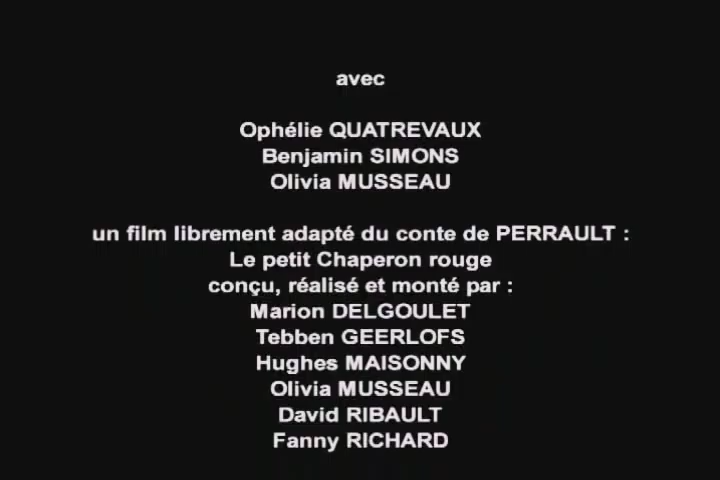 avec
Ophélie QUATREVAUX
Benjamin SIMONS
Olivia MUSSEAU
un film librement adapté du conte de PERRAULT :
Le petit Chaperon rouge
conçu, réalisé et monté par :
Marion DELGOULET
Tebben GEERLOFS
Hughes MAISONNY
Olivia MUSSEAU
David RIBAULT
Fanny RICHARD